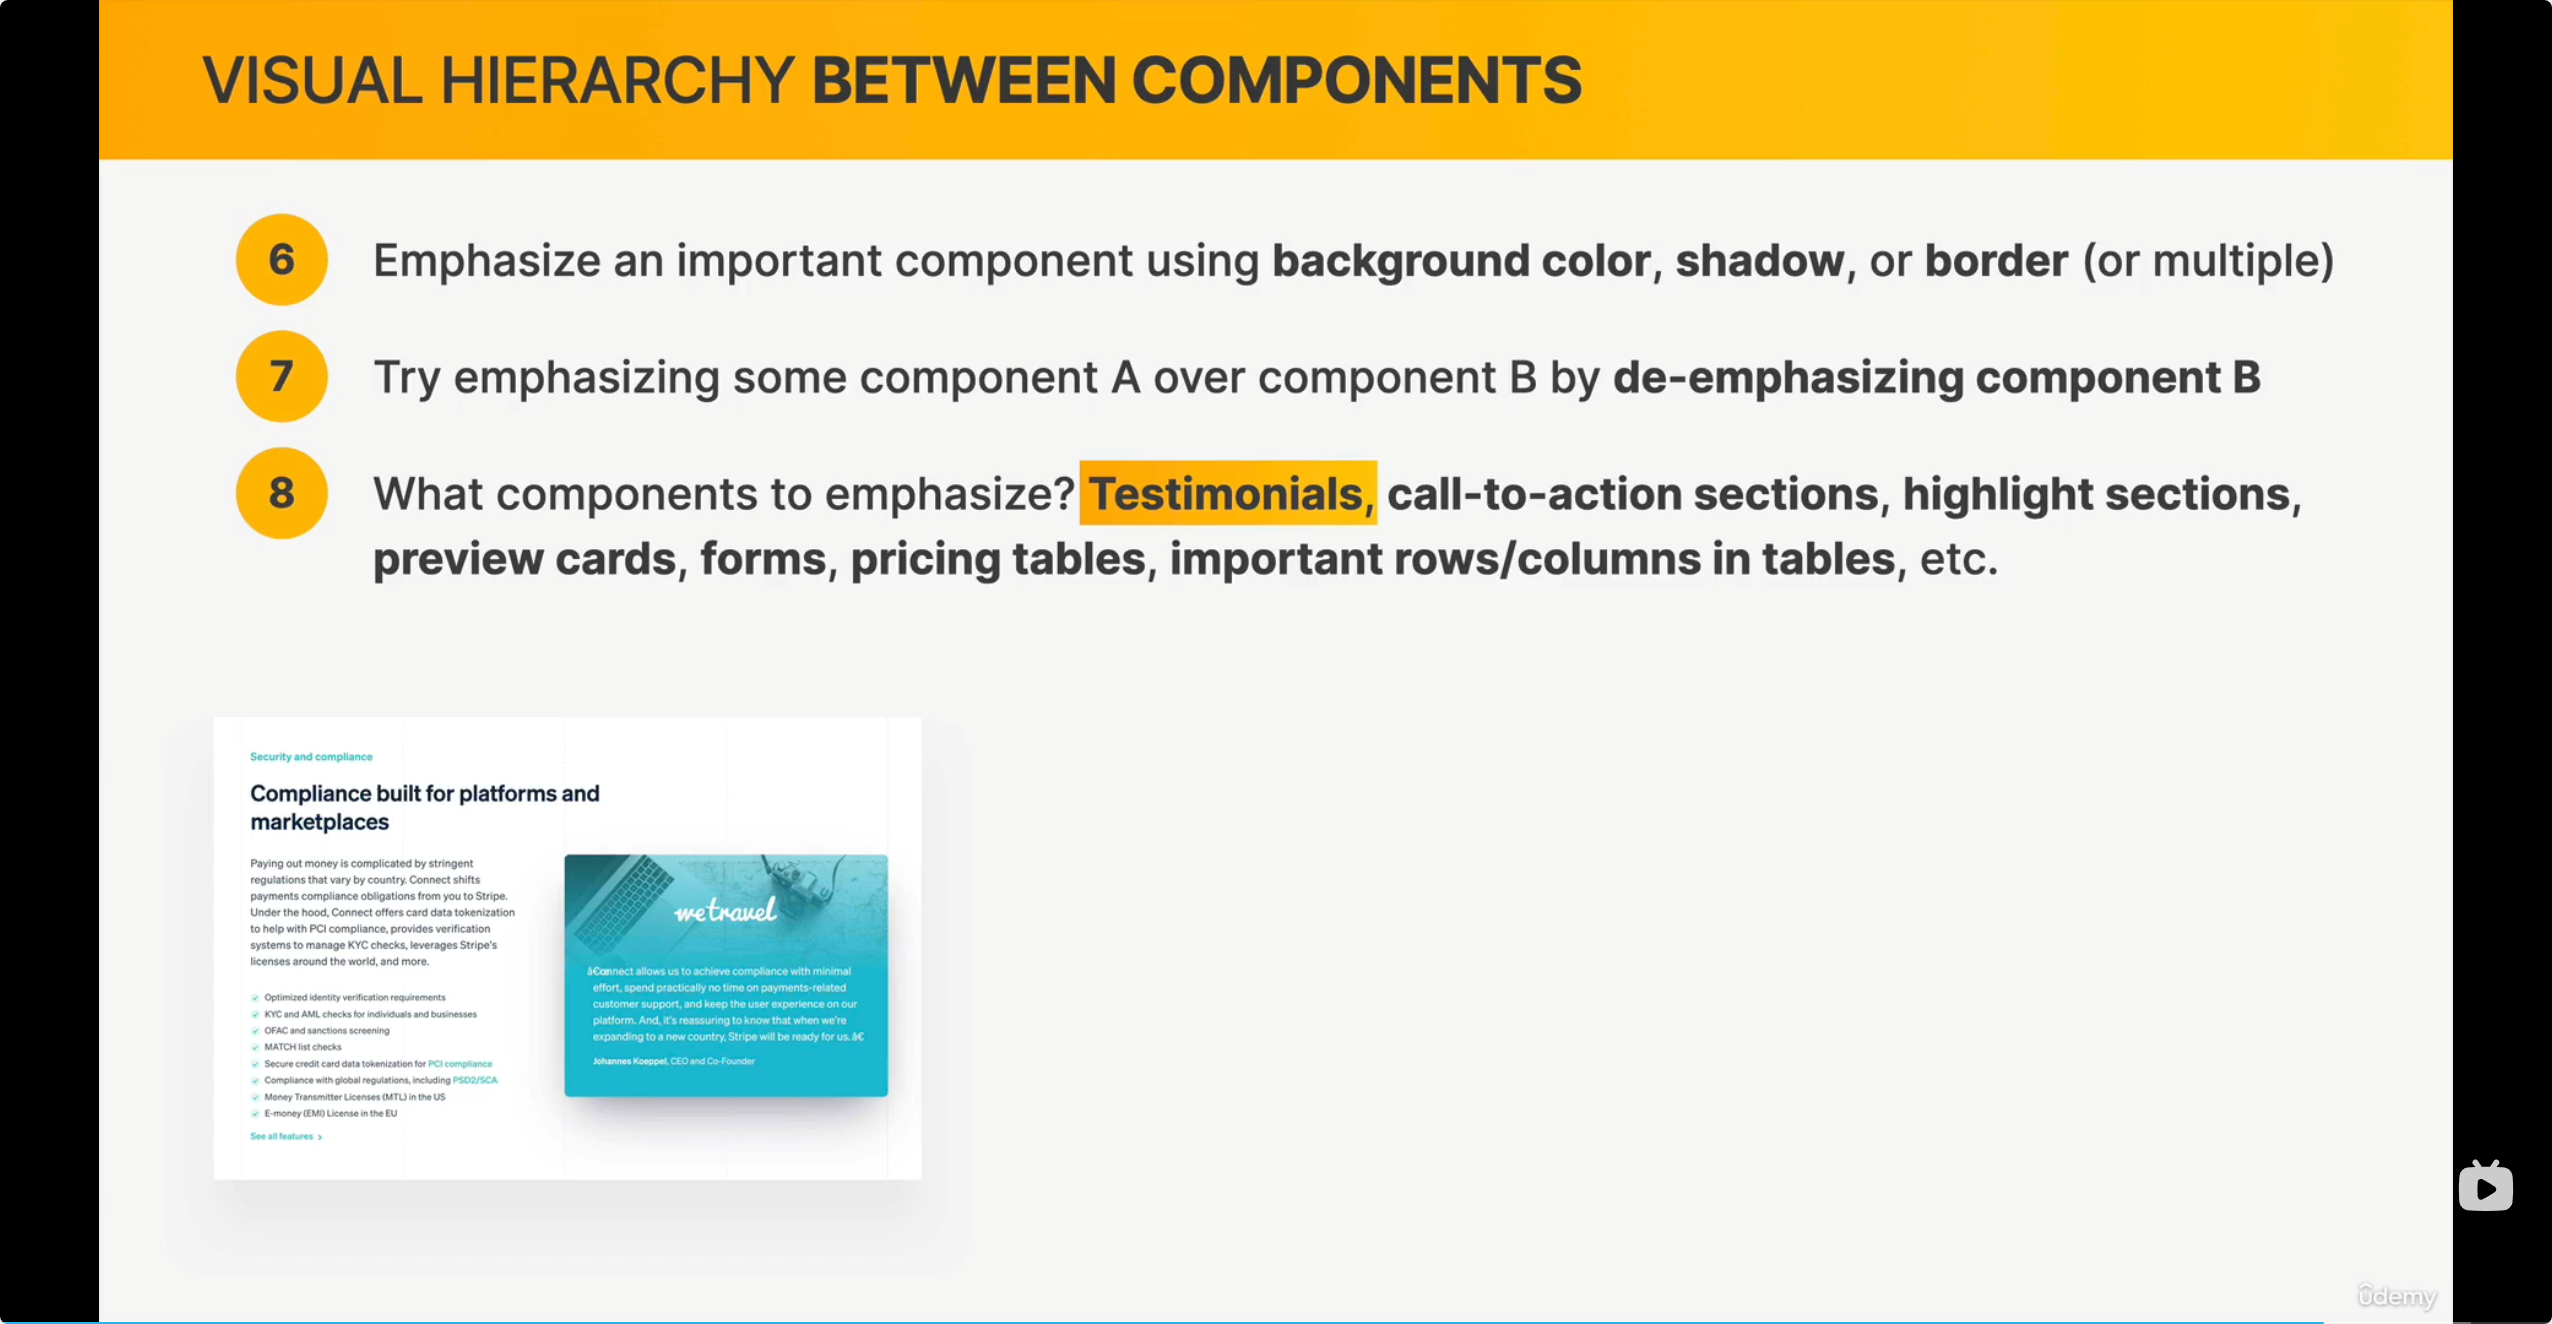 VISUAL HIERARCHY BETWEEN COMPONENTS
6 Emphasize an important component using background color, shadow, or border (or multiple)
7 Try emphasizing some component A over component B by de-emphasizing component B
8 What components to emphasize? Testimonials, call-to-action sections, highlight sections,
preview cards, forms, pricing tables, important rows/columns in tables, etc.
Security and compliance
Compliance built for platforms and
marketplaces
Paying out money is complicated by stringent
regulations that vary by country. Connect shifts
payments compliance obligations from you to Stripe.
Under the hood, Connect offers card data tokenization
to help with PCI compliance, provides verification
systems to manage KYC checks, leverages Stripe's
licenses around the world, and more.
Optimized identity verification requirements
KYC and AML checks for individuals and businesses
OFAC and sanctions screening
MATCH list checks
Secure credit card data tokenization for PCI compliance
Compliance with global regulations, including PSD2/SCA
Money Transmitter Licenses (MTL) in the US
E-money (EMI) License in the EU
See all features >
wetravel
“Connect allows us to achieve compliance with minimal
effort, spend practically no time on payments-related
customer support, and keep the user experience on our
platform. And, it's reassuring to know that when we're
expanding to a new country, Stripe will be ready for us.â€
Johannes Koeppel, CEO and Co-Founder
ûdemy